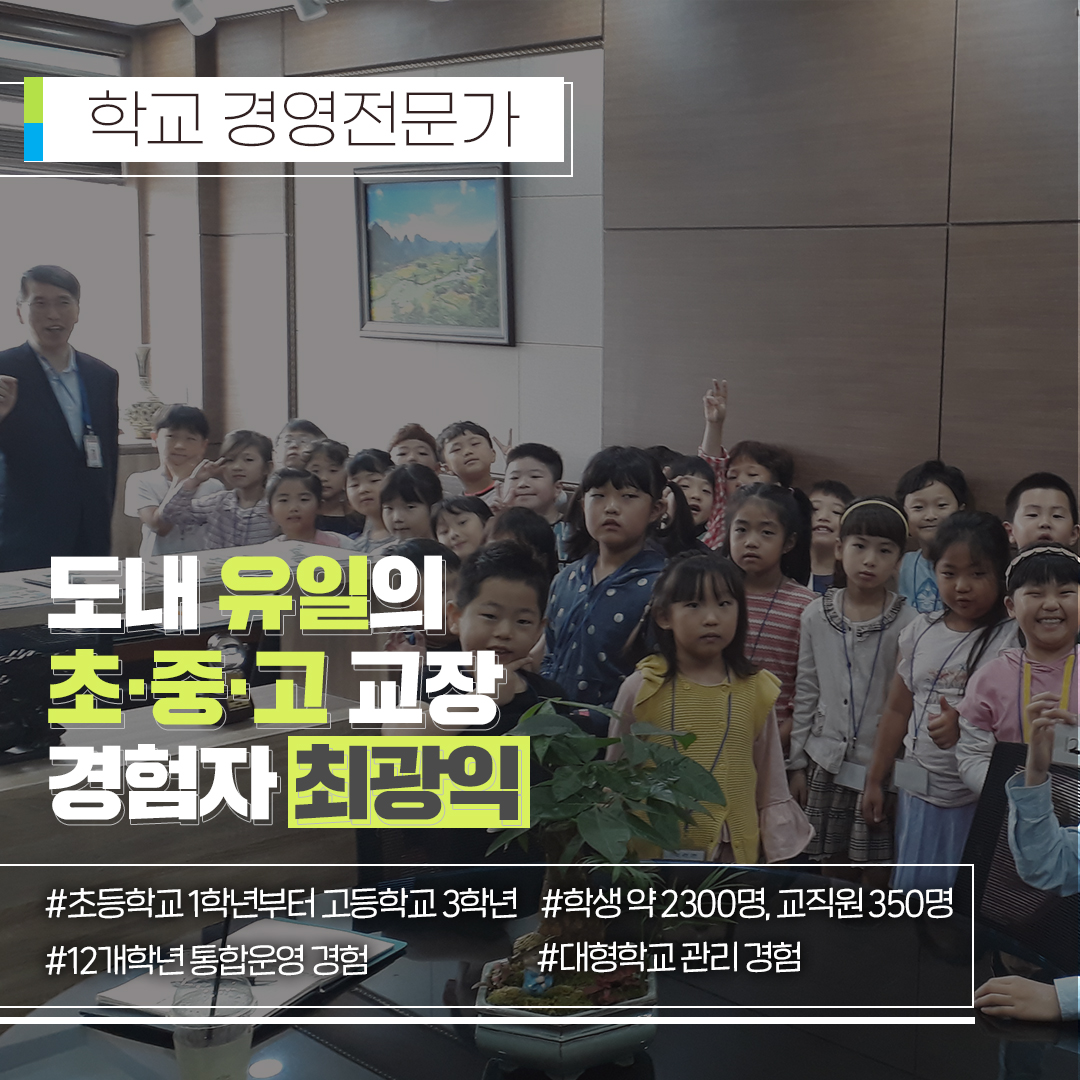 학교 경영전문가
도내 유일의
초·중·고 교장
경험자 최광익
#초등학교 1학년부터 고등학교 3학년 #학생 약 2300명, 교직원 350명
#12개학년 통합운영 경험 #대형학교 관리 경험